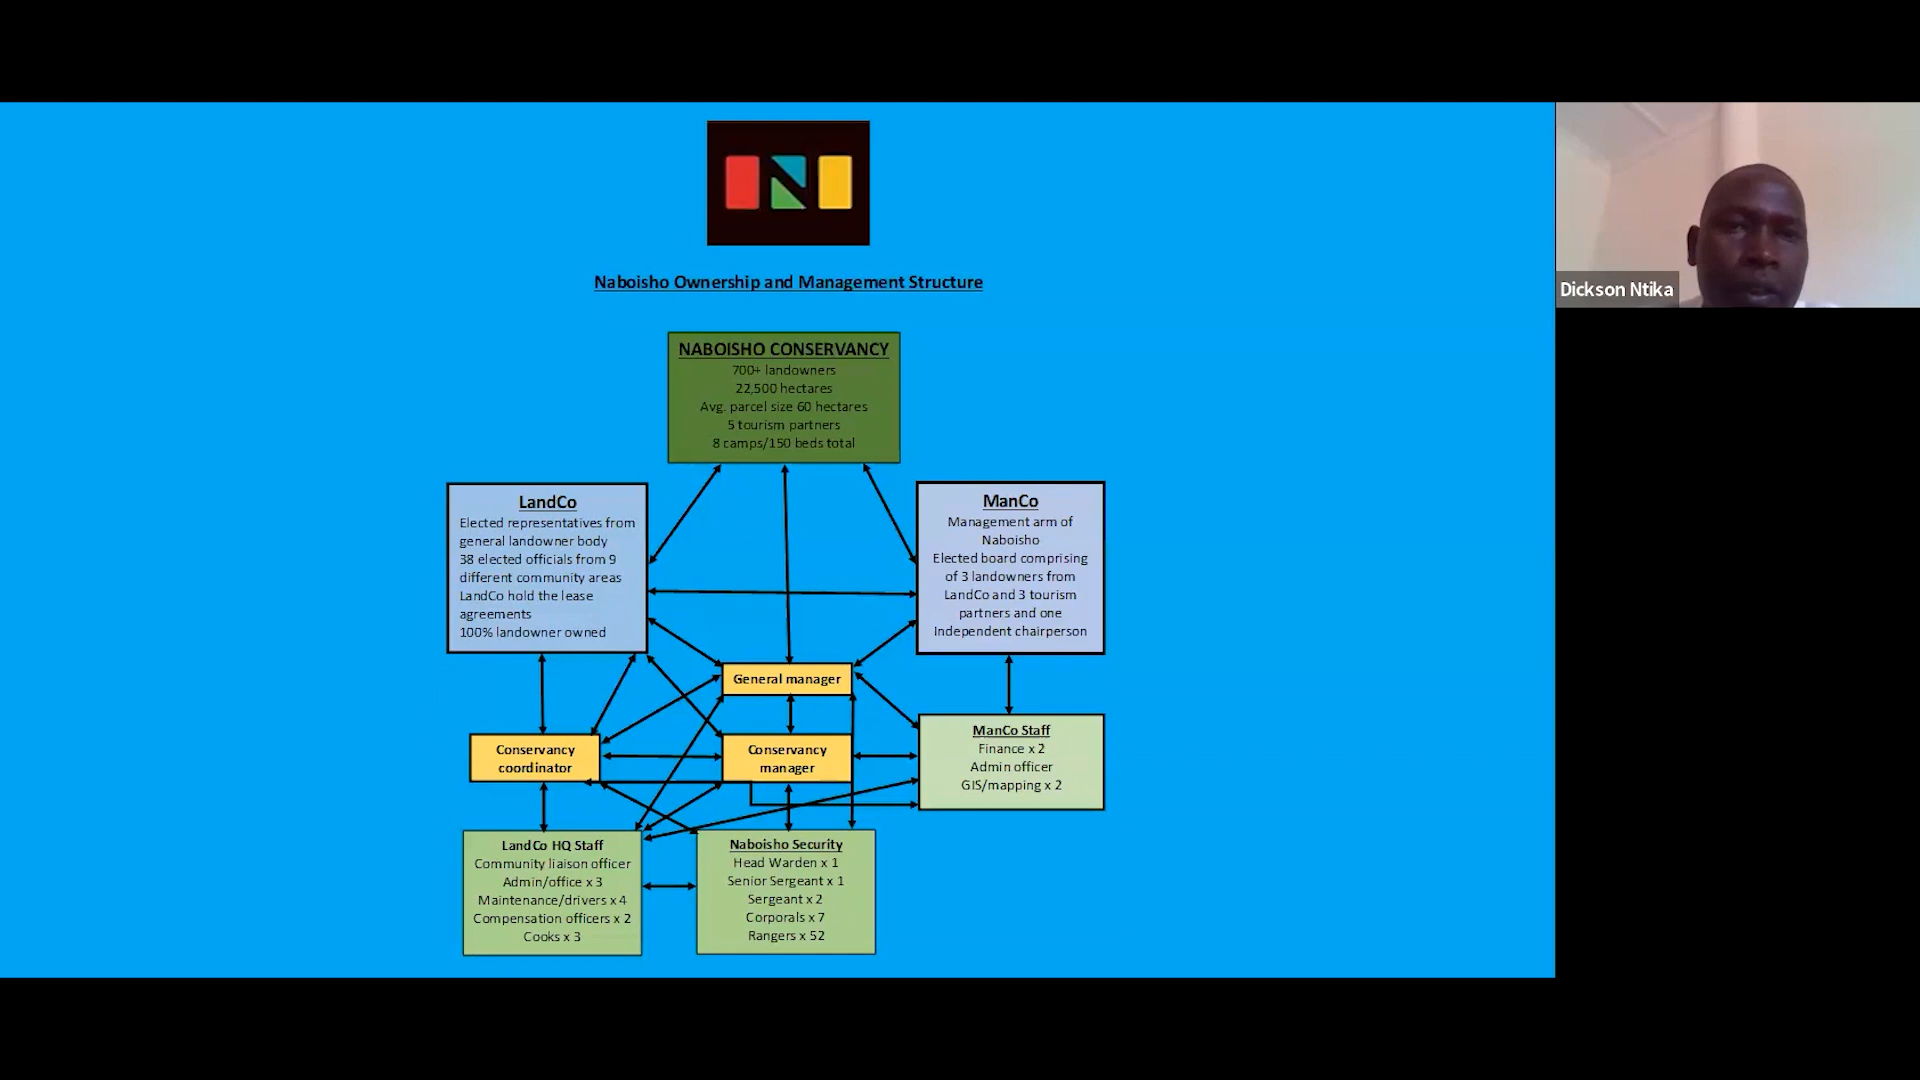 Naboisho Ownership and Management Structure
NABOISHO CONSERVANCY
700+ landowners
22,500 hectares
Avg. parcel size 60 hectares
5 tourism partners
8 camps/150 beds total
LandCo
Elected representatives from
general landowner body
38 elected officials from 9
different community areas
LandCo hold the lease
agreements
100% landowner owned
ManCo
Management arm of
Naboisho
Elected board comprising
of 3 landowners from
LandCo and 3 tourism
partners and one
Independent chairperson
General manager
Conservancy
coordinator
Conservancy
manager
ManCo Staff
Finance x 2
Admin officer
GIS/mapping x 2
LandCo HQ Staff
Community liaison officer
Admin/office x 3
Maintenance/drivers x 4
Compensation officers x 2
Cooks x 3
Naboisho Security
Head Warden x 1
Senior Sergeant x 1
Sergeant x 2
Corporals x 7
Rangers x 52
Dickson Ntika